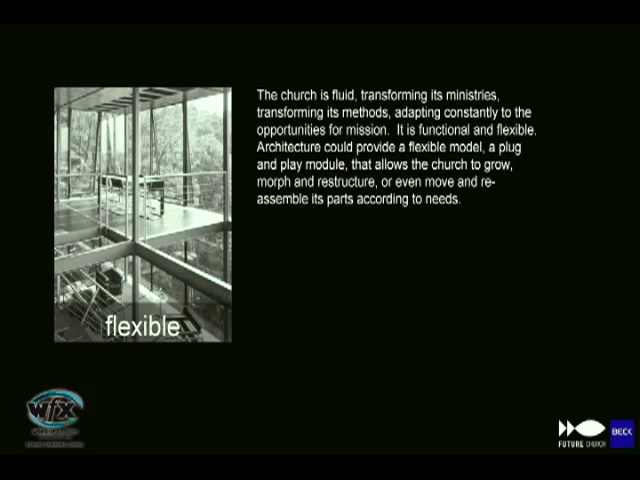 The church is fluid, transforming its ministries,
transforming its methods, adapting constantly to the
opportunities for mission. It is functional and flexible.
Architecture could provide a flexible model, a plug
and play module, that allows the church to grow,
morph and restructure, or even move and re-
assemble its parts according to needs.
flexible
wfx
FUTURE CHURCH
BECK